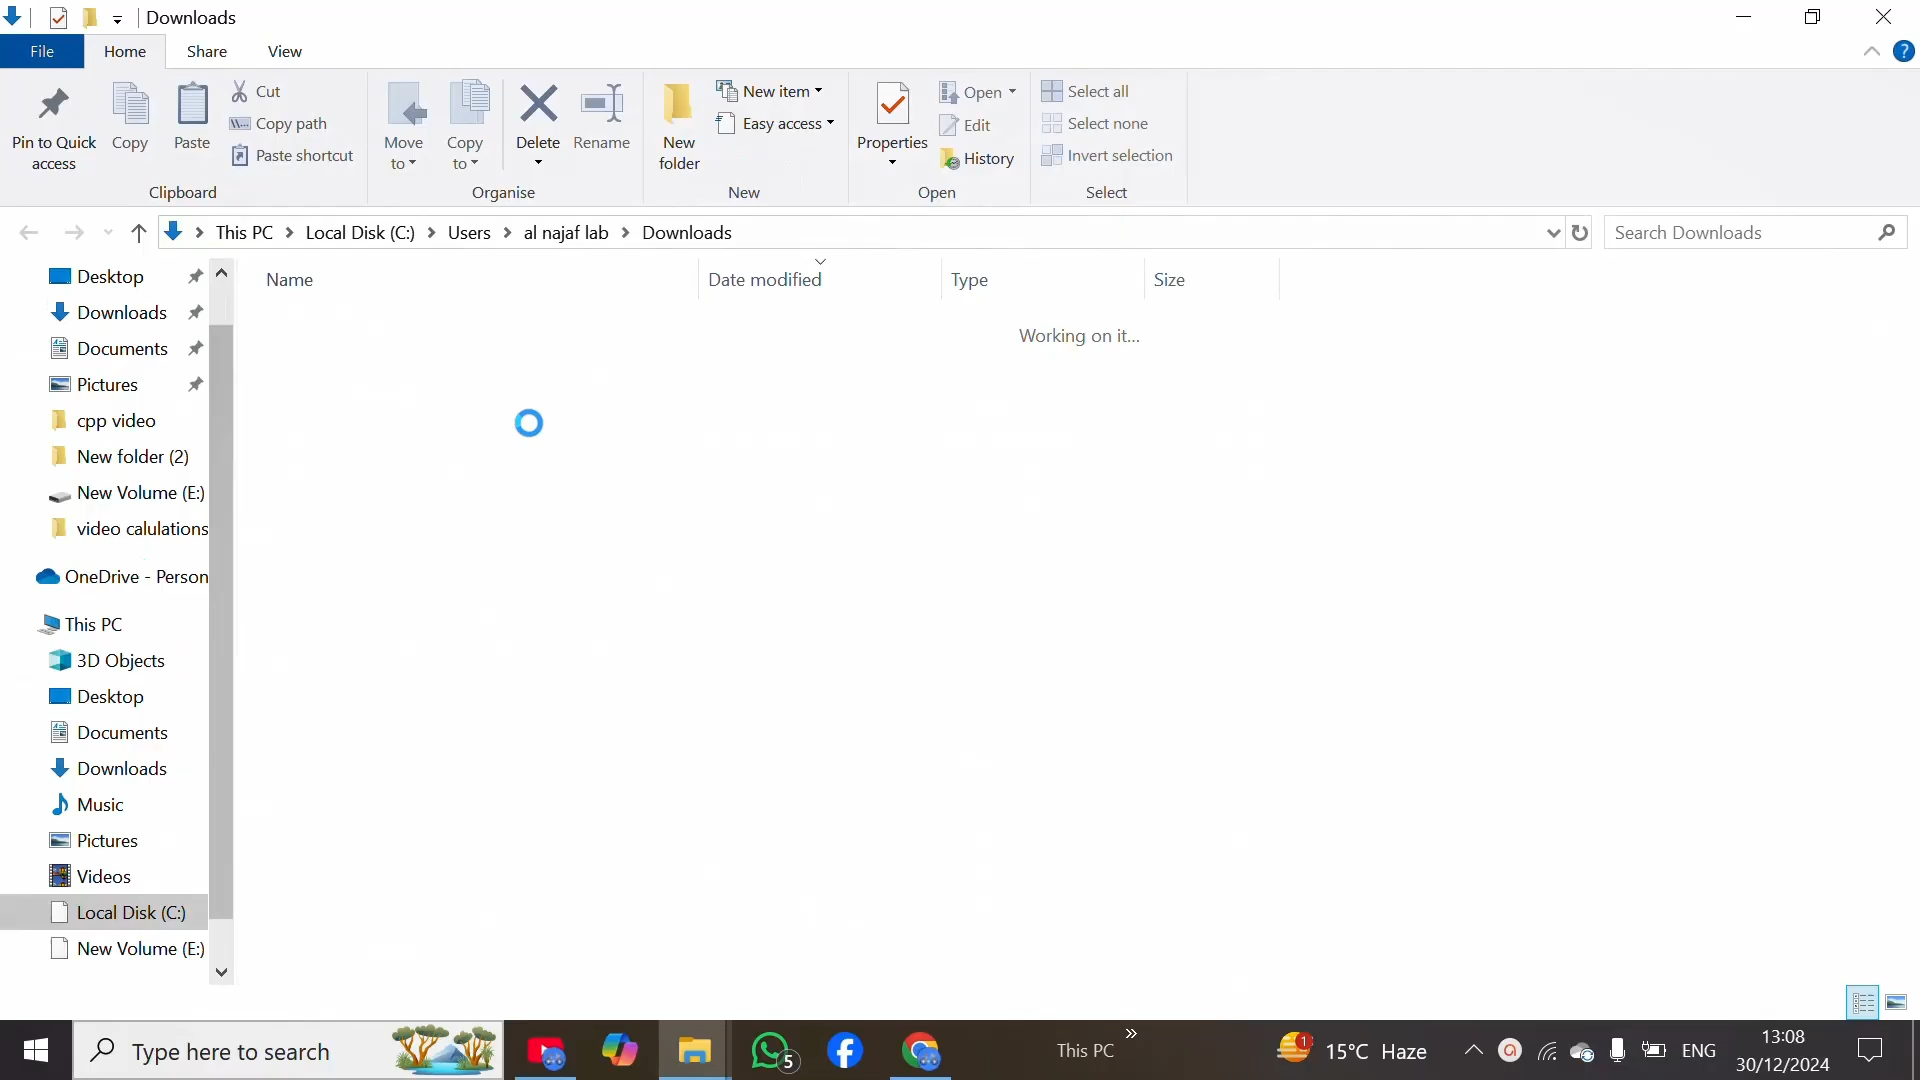 Downloads
File Home Share View
Pin to Quick access
Copy
Paste
Cut
Copy path
Paste shortcut
Clipboard
Move to
Copy to
Delete
Rename
Organise
New folder
New item
Easy access
New
Properties
Open
Edit
History
Open
Select all
Select none
Invert selection
Select
This PC Local Disk (C:) Users al najaf lab Downloads
Search Downloads
Name Date modified Type Size
Working on it...
Desktop
Downloads
Documents
Pictures
cpp video
New folder (2)
New Volume (E:)
video calulations
OneDrive - Person
This PC
3D Objects
Desktop
Documents
Downloads
Music
Pictures
Videos
Local Disk (C:)
New Volume (E:)
Type here to search
5
This PC
1
15°C Haze
ENG
13:08
30/12/2024